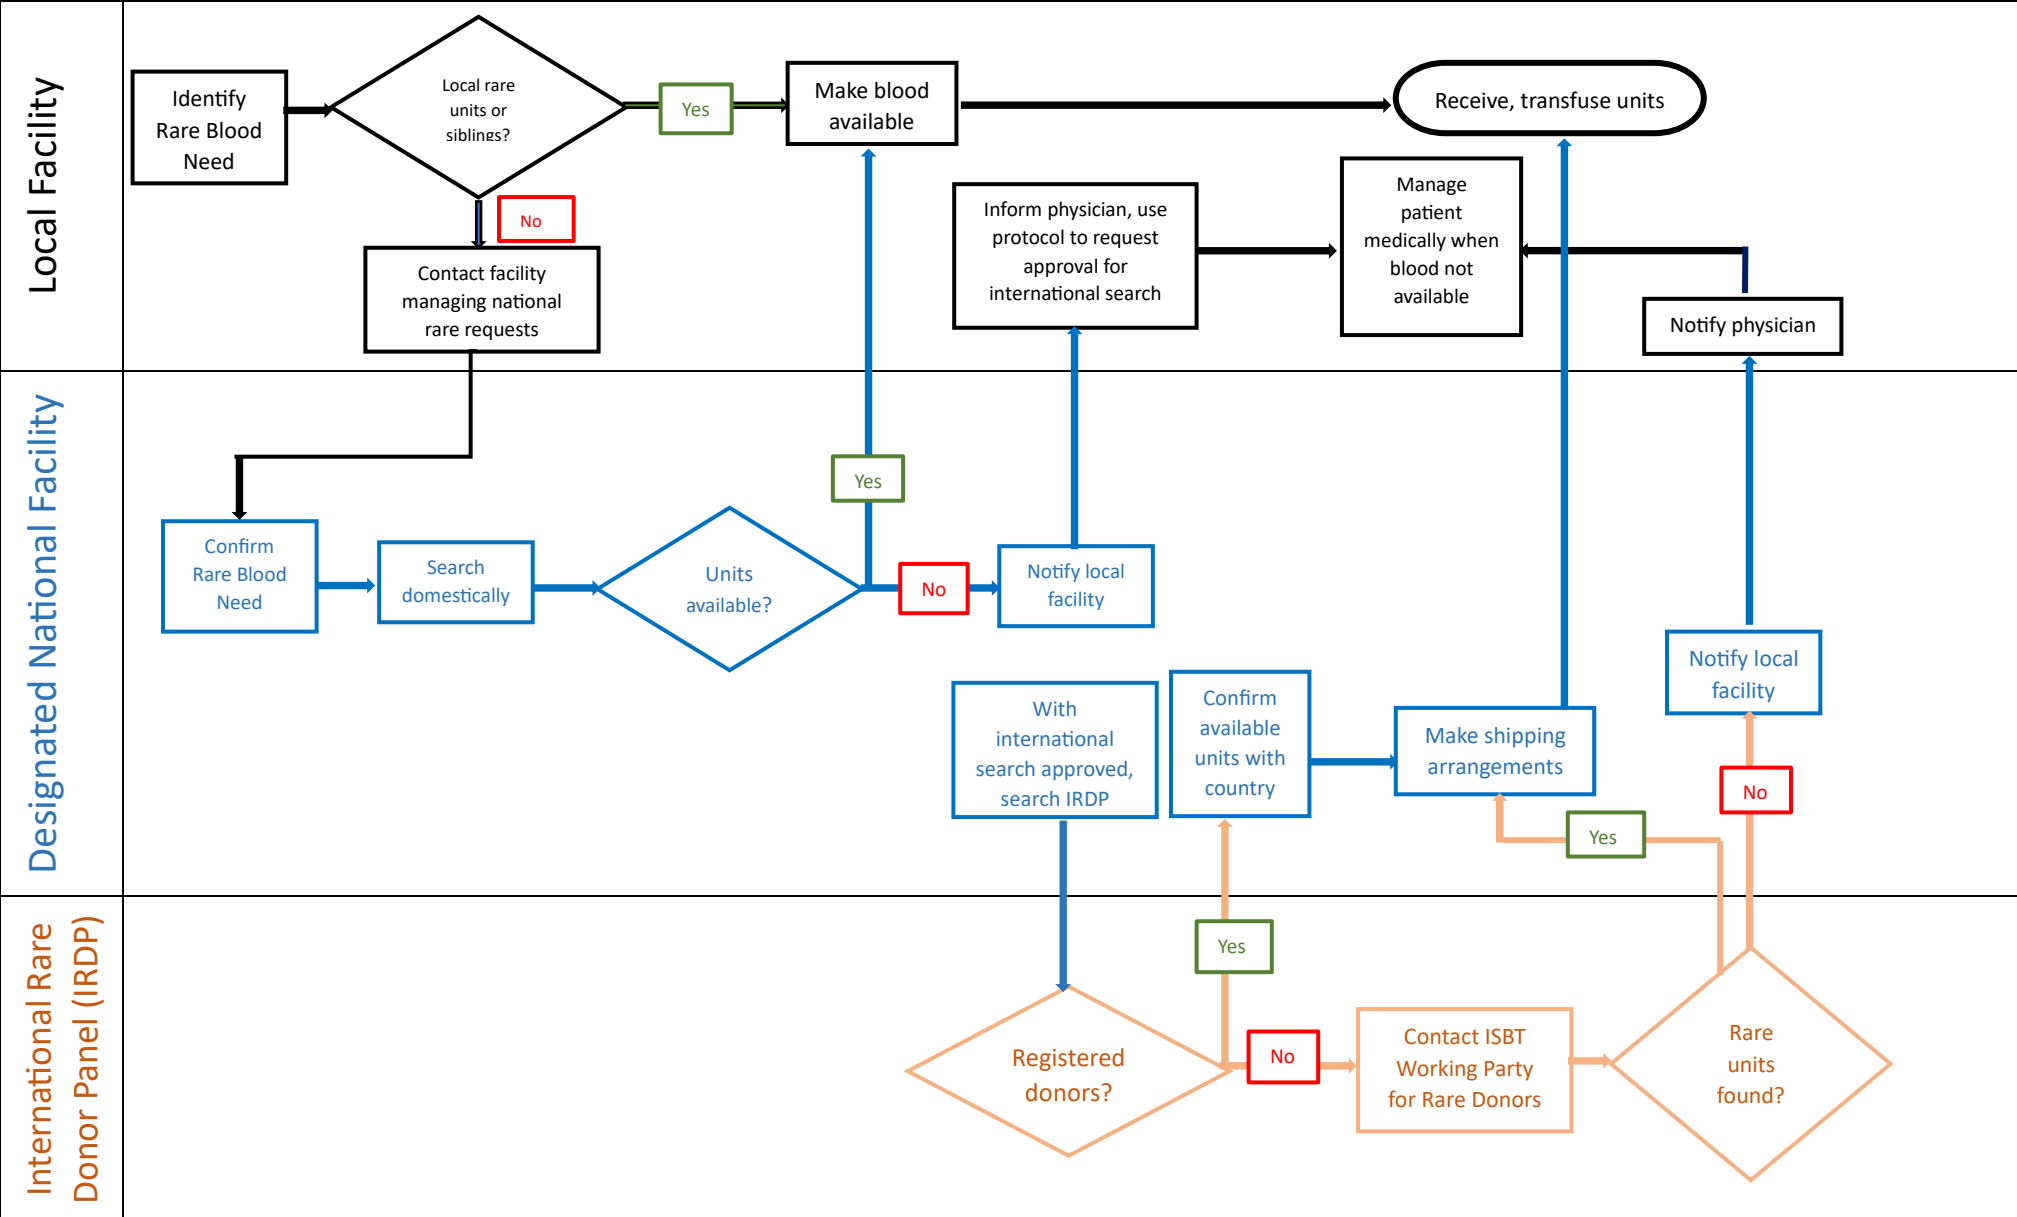 Local Facility
Identify
Rare Blood
Need
Local rare
units or
siblings?
Yes
Make blood
available
Receive, transfuse units
No
Contact facility
managing national
rare requests
Inform physician, use
protocol to request
approval for
international search
Manage
patient
medically when
blood not
available
Notify physician
Designated National Facility
Confirm
Rare Blood
Need
Search
domestically
Units
available?
Yes
No
Notify local
facility
With
international
search approved,
search IRDP
Confirm
available
units with
country
Make shipping
arrangements
Notify local
facility
Yes
No
International Rare
Donor Panel (IRDP)
Registered
donors?
Yes
No
Contact ISBT
Working Party
for Rare Donors
Rare
units
found?